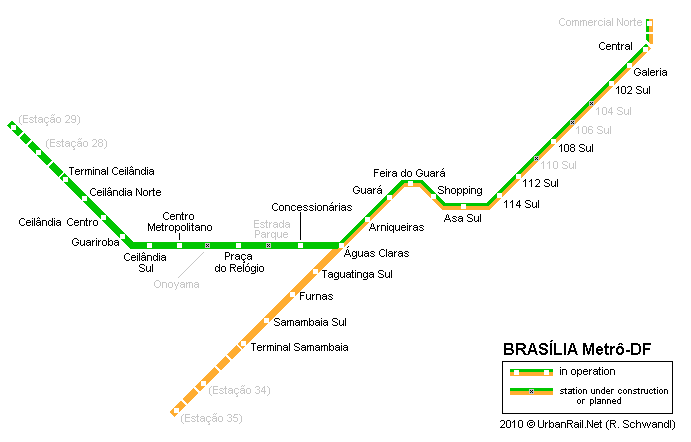 Commercial Norte
Central
Galeria
102 Sul
104 Sul
106 Sul
108 Sul
110 Sul
112 Sul
114 Sul
Feira do Guará
Shopping
Guará
Asa Sul
Arniqueiras
Águas Claras
(Estação 29)
(Estação 28)
Terminal Ceilândia
Ceilândia Norte
Ceilândia Centro
Guariroba
Ceilândia
Sul
Centro
Metropolitano
Onoyama
Praça
do Relógio
Estrada
Parque
Concessionárias
Taguatinga Sul
Furnas
Samambaia Sul
Terminal Samambaia
(Estação 34)
(Estação 35)
BRASÍLIA Metrô-DF
in operation
station under construction
or planned
2010 © UrbanRail.Net (R. Schwandl)